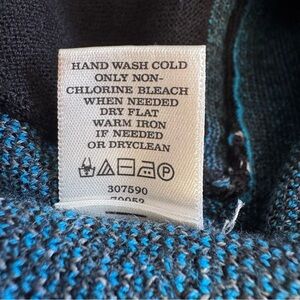 HAND WASH COLD
ONLY NON-
CHLORINE BLEACH
WHEN NEEDED
DRY FLAT
WARM IRON
IF NEEDED
OR DRYCLEAN
P
307590